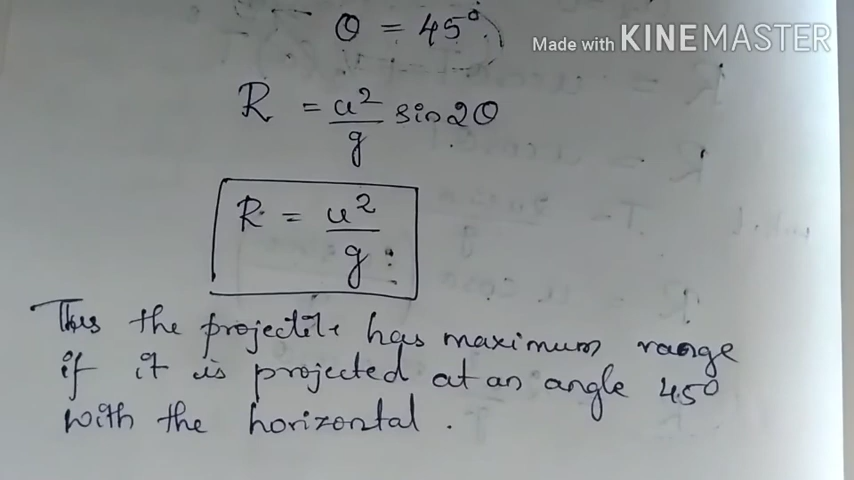 θ = 45°
Made with KINEMASTER
R = u²/g sin2θ
R = u²/g
Thus the projectile has maximum range
if it is projected at an angle 45°
with the horizontal.